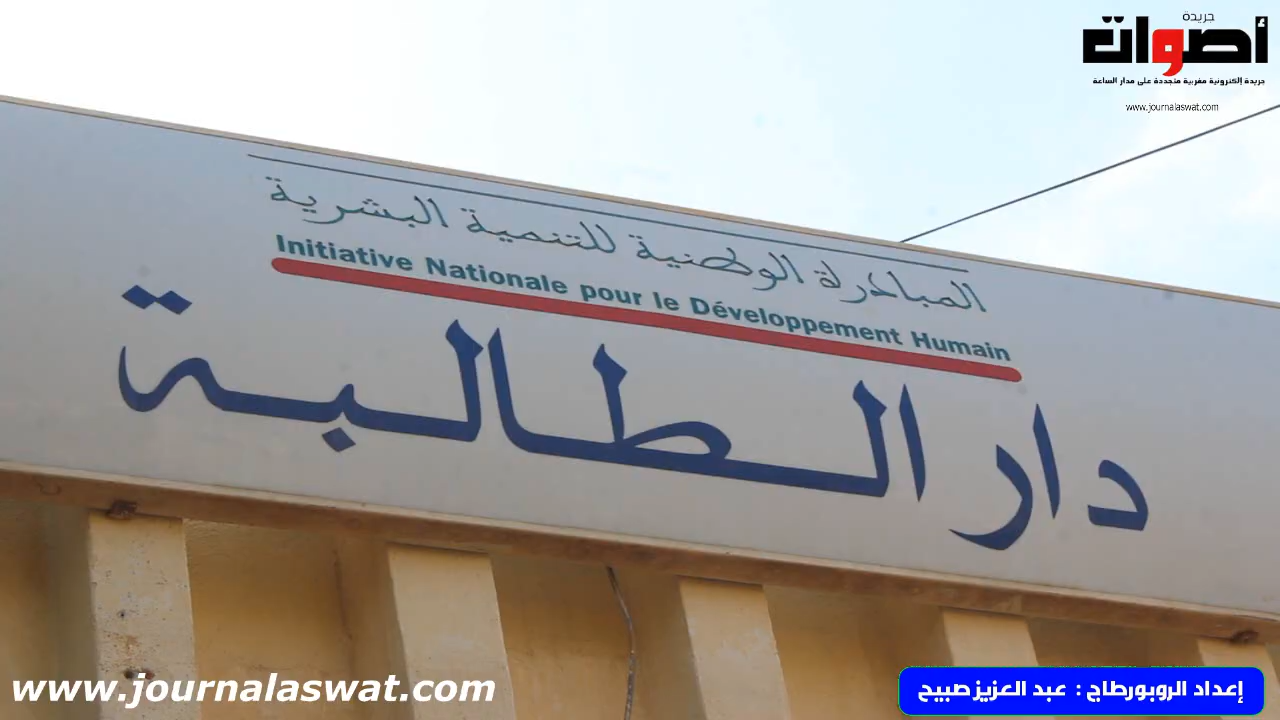 جريدة
أصوات
جريدة إلكترونية مغربية متجددة على مدار الساعة
www.journalaswat.com
المبادرة الوطنية للتنمية البشرية
Initiative Nationale pour le Développement Humain
دار الطالبة
www.journalaswat.com
إعداد الروبورطاج : عبد العزيز صبيح